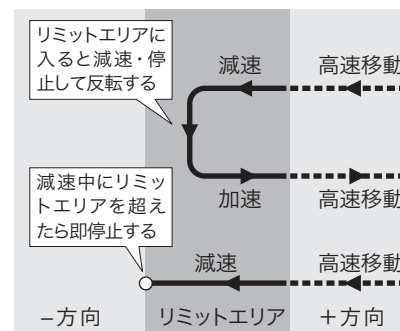 リミットエリアに
入ると減速・停
止して反転する
減速
高速移動
減速中にリミッ
トエリアを超え
たら即停止する
加速
高速移動
減速
高速移動
−方向
リミットエリア
＋方向